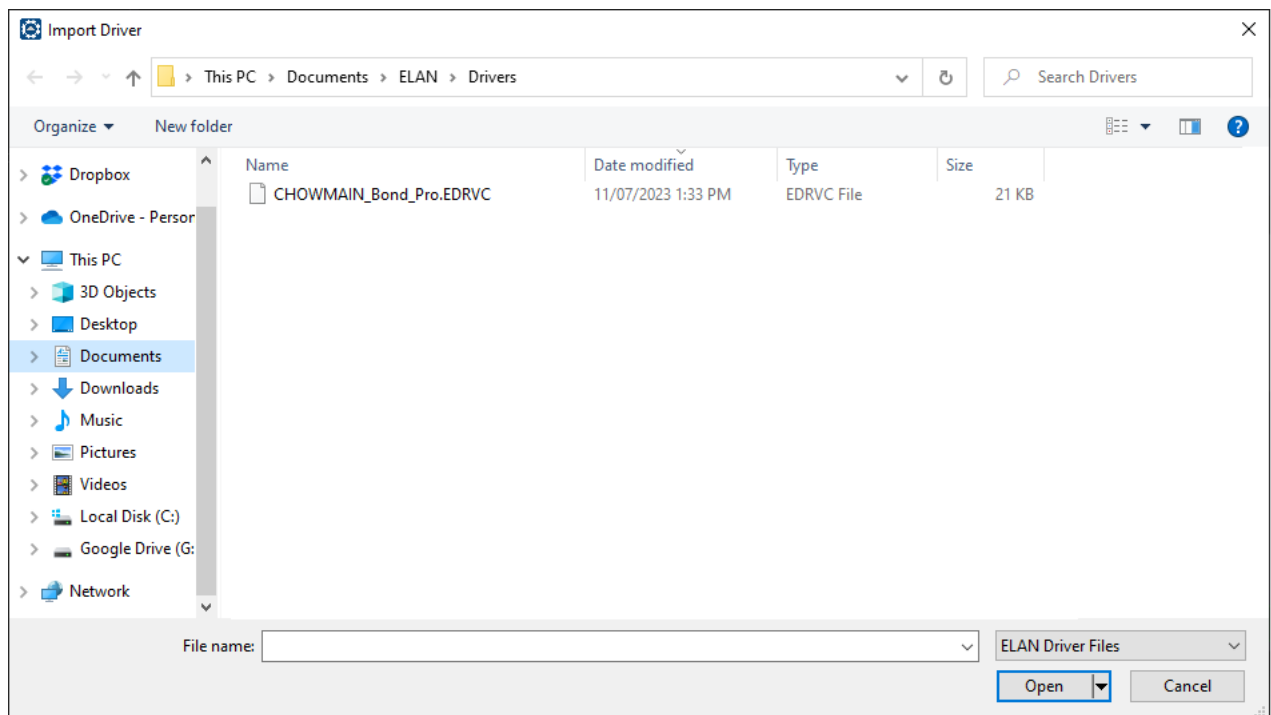 Import Driver
This PC > Documents > ELAN > Drivers
Search Drivers
Organize
New folder
Name Date modified Type Size
CHOWMAIN_Bond_Pro.EDRVC 11/07/2023 1:33 PM EDRVC File 21 KB
Dropbox
OneDrive - Person
This PC
3D Objects
Desktop
Documents
Downloads
Music
Pictures
Videos
Local Disk (C:)
Google Drive (G:
Network
File name:
ELAN Driver Files
Open
Cancel